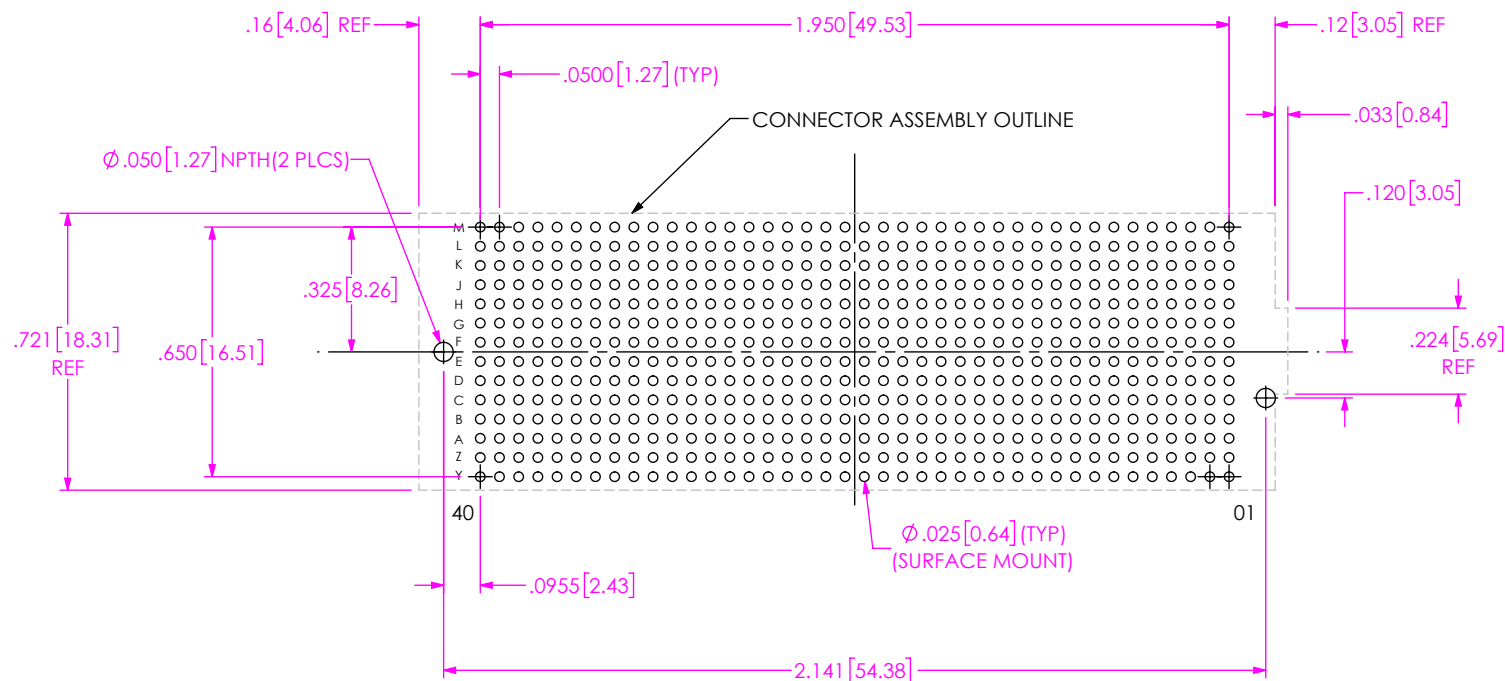 .16[4.06] REF
1.950[49.53]
.12[3.05] REF
.0500[1.27](TYP)
CONNECTOR ASSEMBLY OUTLINE
.033[0.84]
Ø.050[1.27]NPTH(2 PLCS)
.120[3.05]
M
L
K
J
H
G
F
E
D
C
B
A
Z
Y
.325[8.26]
.721[18.31]
REF
.650[16.51]
.224[5.69]
REF
40
01
Ø.025[0.64](TYP)
(SURFACE MOUNT)
.0955[2.43]
2.141[54.38]